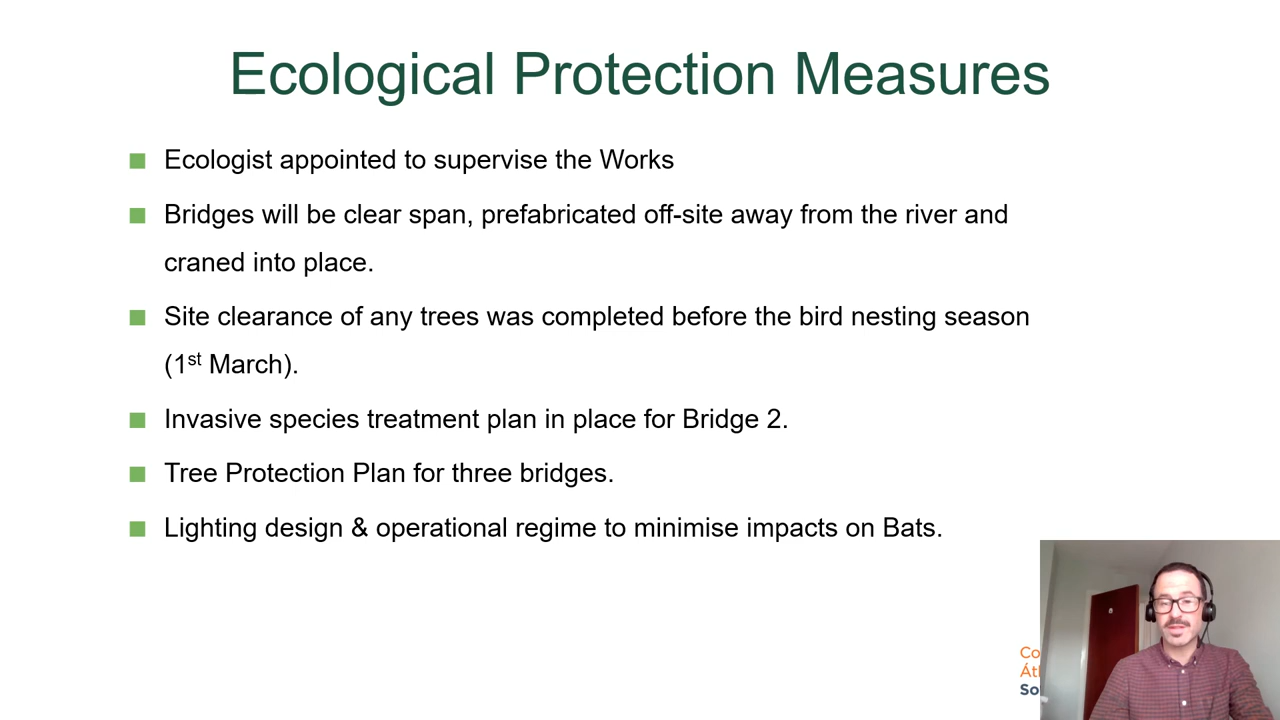 Ecological Protection Measures
Ecologist appointed to supervise the Works
Bridges will be clear span, prefabricated off-site away from the river and
craned into place.
Site clearance of any trees was completed before the bird nesting season
(1st March).
Invasive species treatment plan in place for Bridge 2.
Tree Protection Plan for three bridges.
Lighting design & operational regime to minimise impacts on Bats.